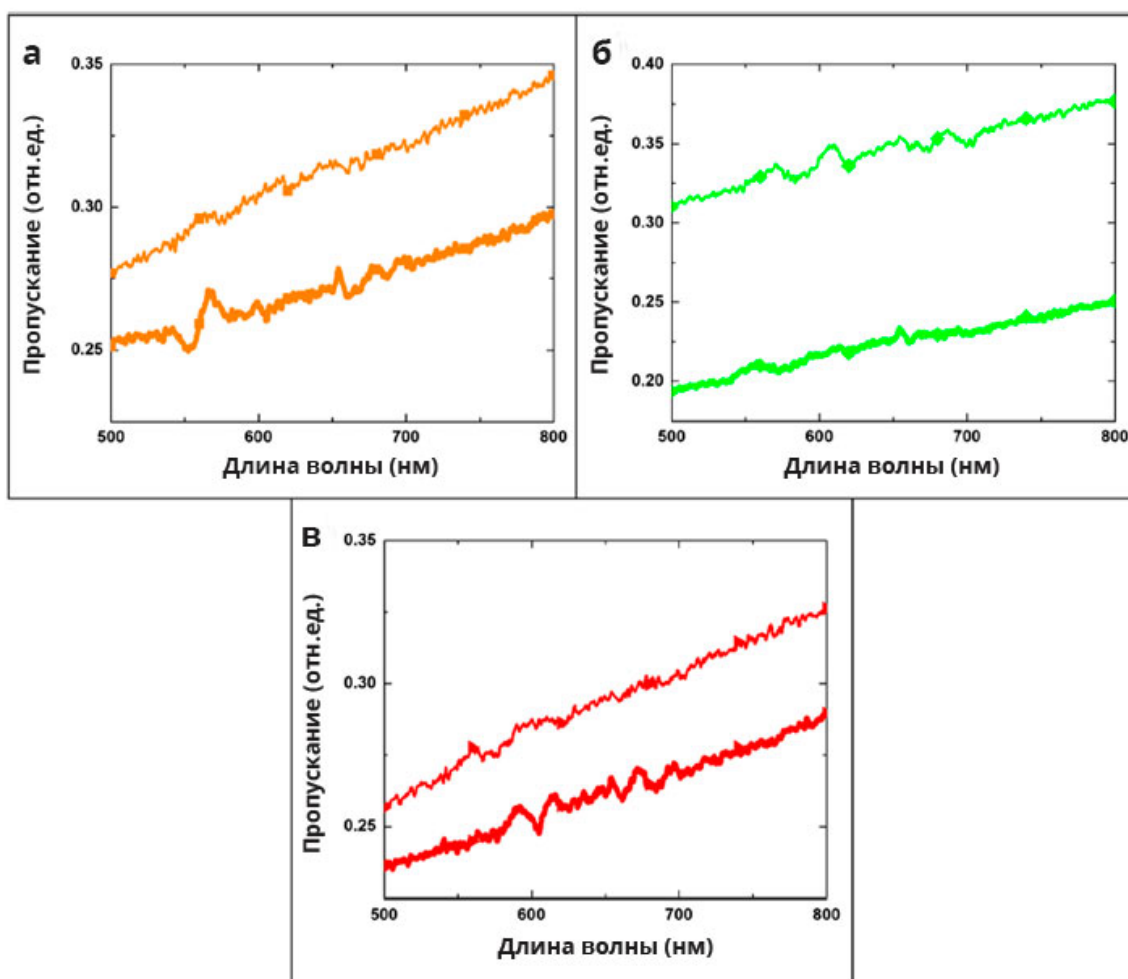 а
0.35
0.30
0.25
500
600
700
800
Пропускание (отн.ед.)
Длина волны (нм)
б
0.40
0.35
0.30
0.25
0.20
500
600
700
800
Пропускание (отн.ед.)
Длина волны (нм)
в
0.35
0.30
0.25
500
600
700
800
Пропускание (отн.ед.)
Длина волны (нм)